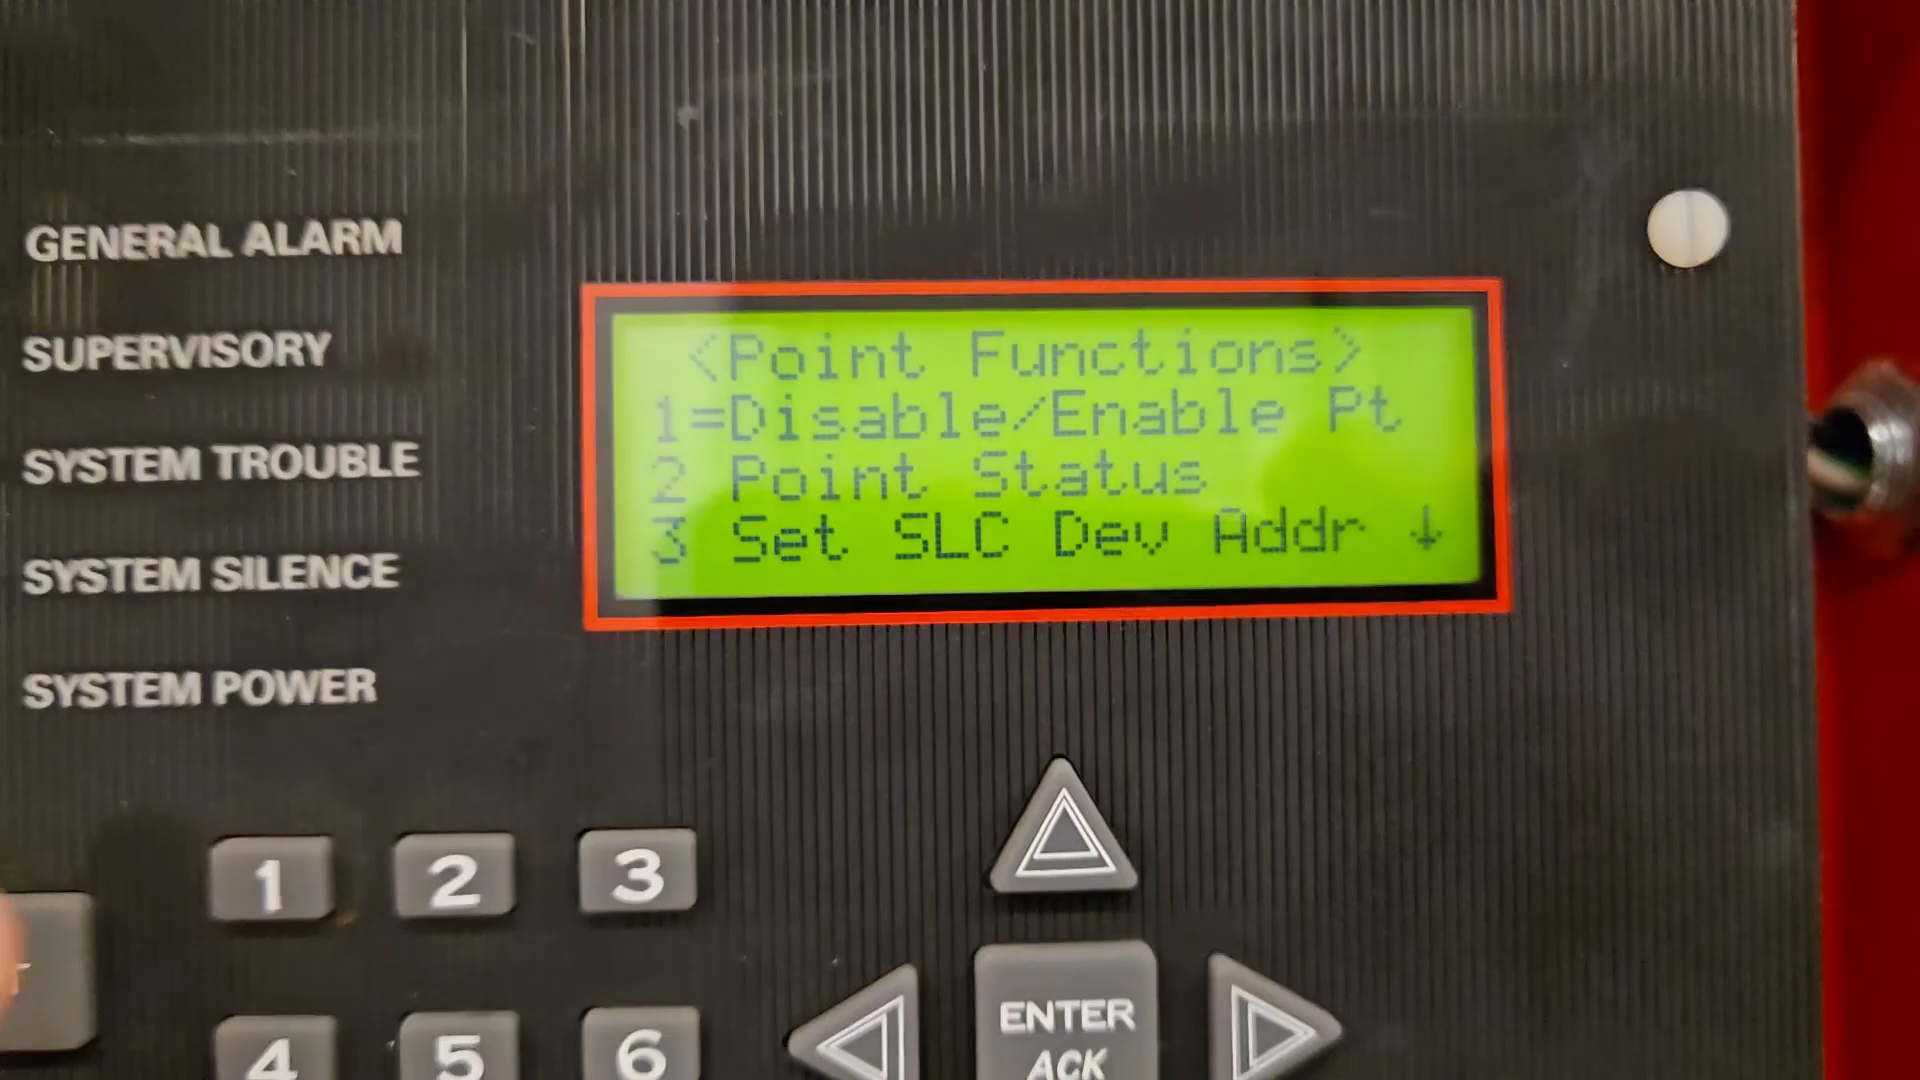 GENERAL ALARM
SUPERVISORY
SYSTEM TROUBLE
SYSTEM SILENCE
SYSTEM POWER
<Point Functions>
1=Disable/Enable Pt
2 Point Status
3 Set SLC Dev Addr ↓
1 2 3
4 5 6
ENTER
ACK